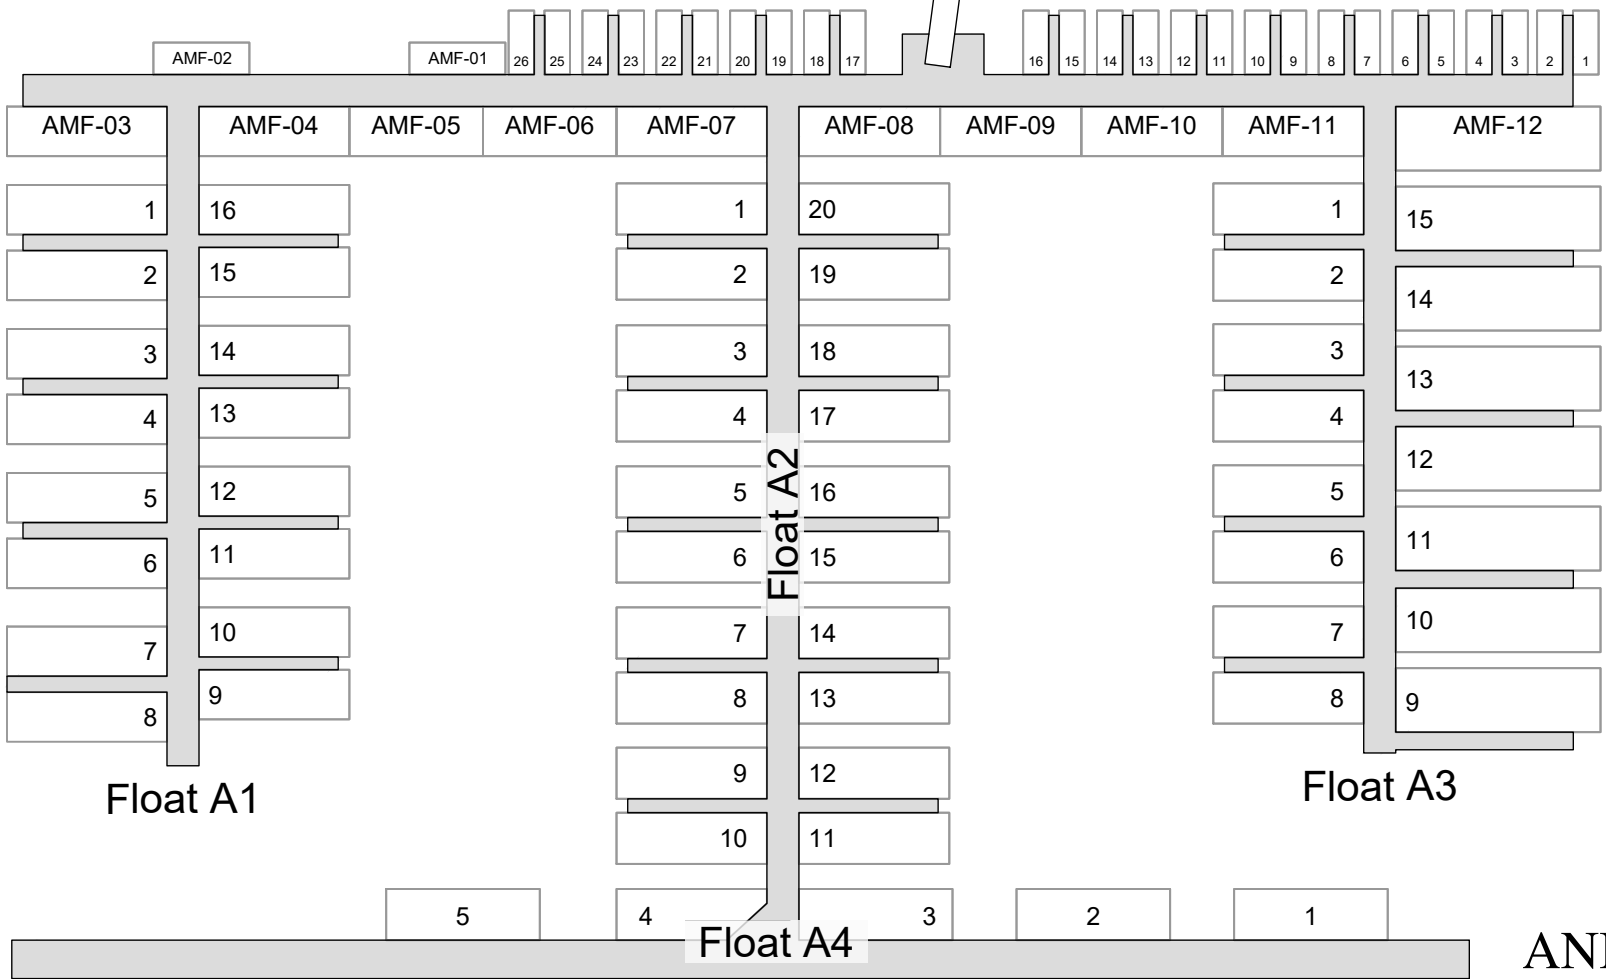 AMF-02
AMF-01
26 25 24 23 22 21 20 19 18 17
16 15 14 13 12 11 10 9 8 7 6 5 4 3 2 1
AMF-03 AMF-04 AMF-05 AMF-06 AMF-07 AMF-08 AMF-09 AMF-10 AMF-11 AMF-12
1 16 1 20 1 15
2 15 2 19 2 14
3 14 3 18 3 13
4 13 4 17 4 12
5 12 5 16 5 11
6 11 6 15 6 10
7 10 7 14 7 9
8 9 8 13 8
9 12
10 11
Float A2
Float A1
Float A3
5 4 3 2 1
Float A4